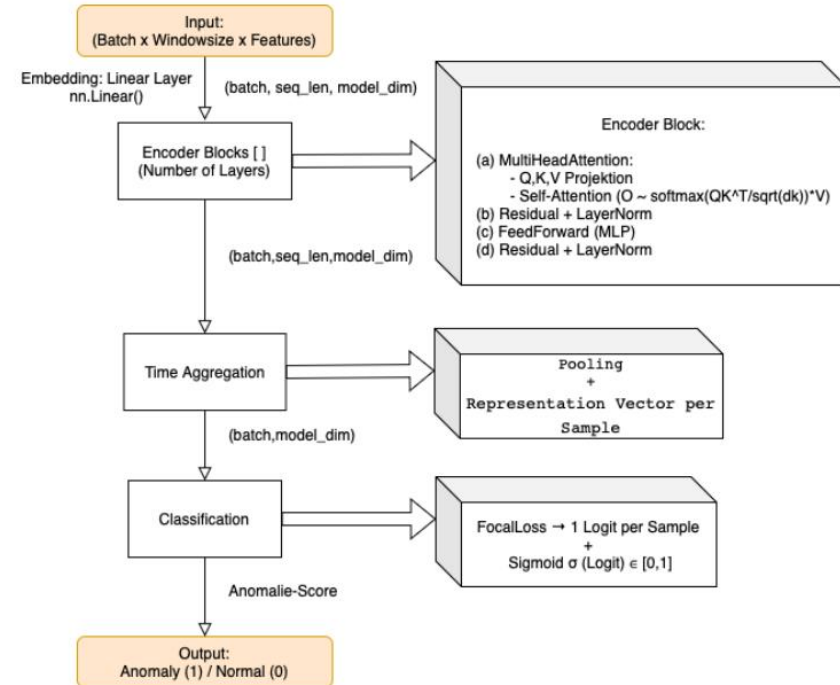 Input:
(Batch x Windowsize x Features)
Embedding: Linear Layer
nn.Linear()
(batch, seq_len, model_dim)
Encoder Blocks [ ]
(Number of Layers)
Encoder Block:
(a) MultiHeadAttention:
- Q,K,V Projektion
- Self-Attention (O ~ softmax(QK^T/sqrt(dk))*V)
(b) Residual + LayerNorm
(c) FeedForward (MLP)
(d) Residual + LayerNorm
(batch,seq_len,model_dim)
Time Aggregation
Pooling
+
Representation Vector per
Sample
(batch,model_dim)
Classification
FocalLoss → 1 Logit per Sample
+
Sigmoid σ (Logit) ∈ [0,1]
Anomalie-Score
Output:
Anomaly (1) / Normal (0)